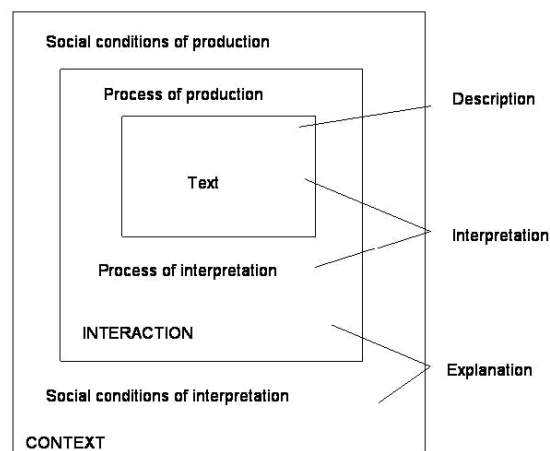 Social conditions of production
Process of production
Description
Text
Interpretation
Process of interpretation
INTERACTION
Explanation
Social conditions of interpretation
CONTEXT